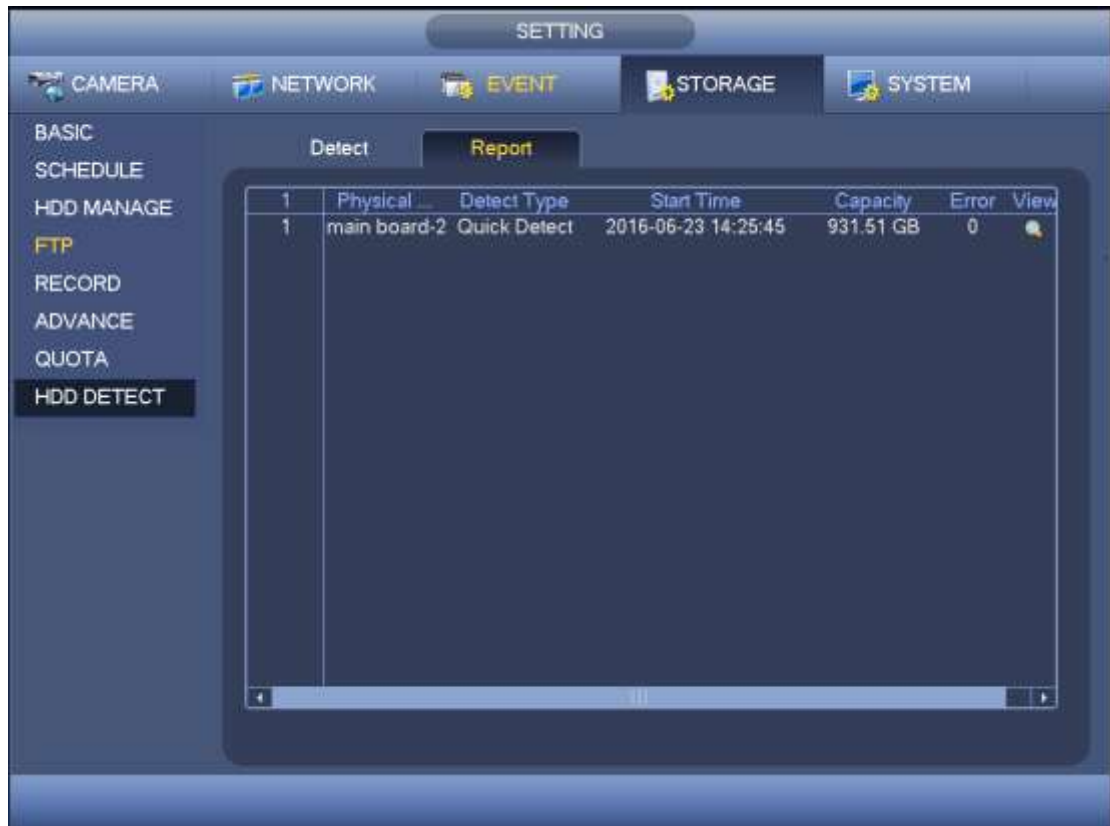 SETTING
CAMERA NETWORK EVENT STORAGE SYSTEM
BASIC
SCHEDULE
HDD MANAGE
FTP
RECORD
ADVANCE
QUOTA
HDD DETECT
Detect Report
1 Physical ... Detect Type Start Time Capacity Error View
1 main board-2 Quick Detect 2016-06-23 14:25:45 931.51 GB 0